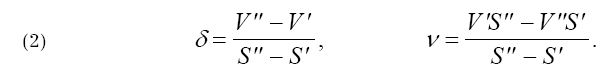 (2) δ = (V″ − V′) / (S″ − S′), ν = (V′S″ − V″S′) / (S″ − S′).